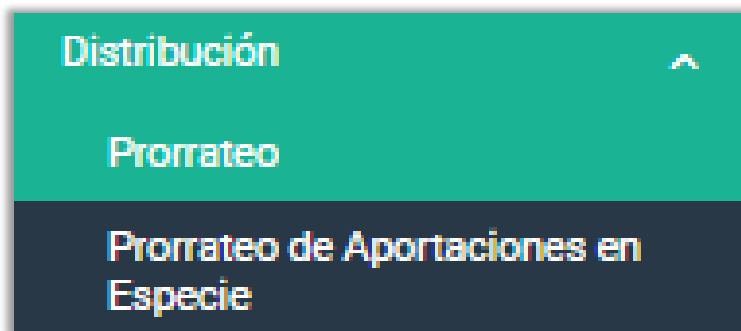 Distribución
Prorrateo
Prorrateo de Aportaciones en
Especie